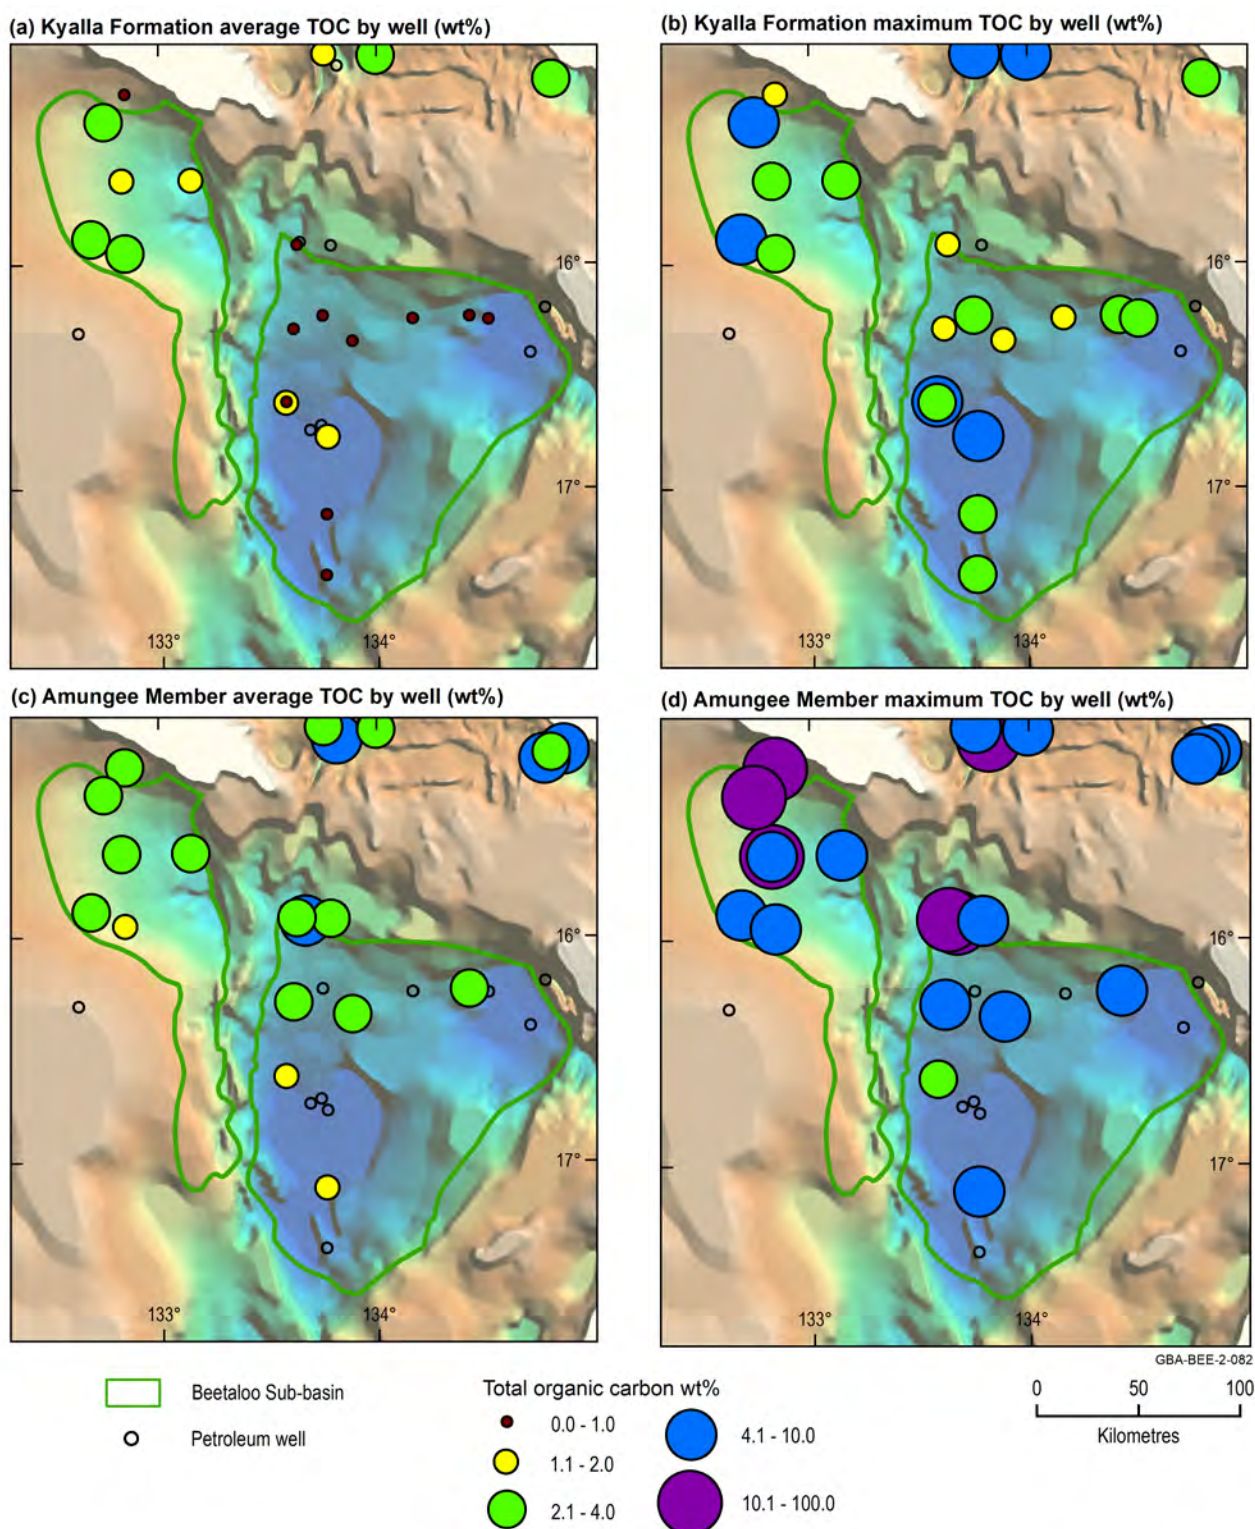 (a) Kyalla Formation average TOC by well (wt%)
(b) Kyalla Formation maximum TOC by well (wt%)
16°
16°
17°
17°
133°
134°
133°
134°
(c) Amungee Member average TOC by well (wt%)
(d) Amungee Member maximum TOC by well (wt%)
16°
16°
17°
17°
133°
134°
133°
134°
GBA-BEE-2-082
Beetaloo Sub-basin
Petroleum well
Total organic carbon wt%
0.0 - 1.0
1.1 - 2.0
2.1 - 4.0
4.1 - 10.0
10.1 - 100.0
0 50 100
Kilometres